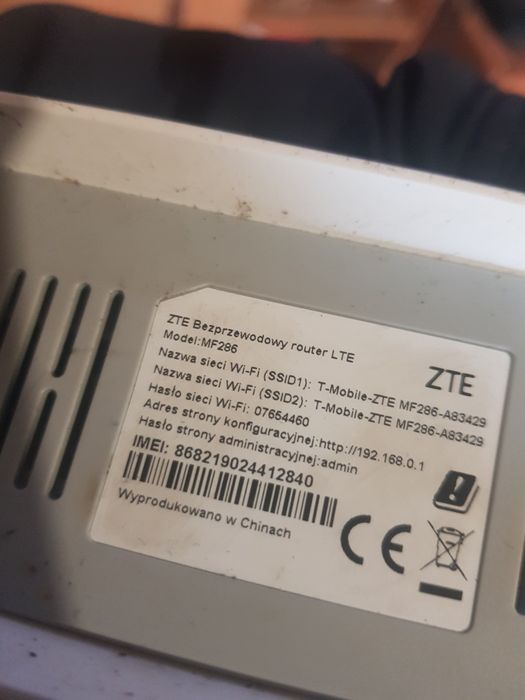 ZTE Bezprzewodowy router LTE
Model:MF286
ZTE
Nazwa sieci Wi-Fi (SSID1): T-Mobile-ZTE MF286-A83429
Nazwa sieci Wi-Fi (SSID2): T-Mobile-ZTE MF286-A83429
Hasło sieci Wi-Fi: 07654460
Adres strony konfiguracyjnej:http://192.168.0.1
Hasło strony administracyjnej:admin
IMEI: 868219024412840
Wyprodukowano w Chinach
CE